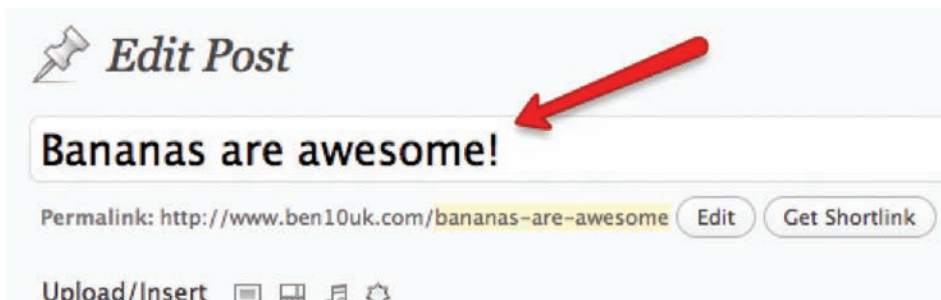 Edit Post
Bananas are awesome!
Permalink: http://www.ben10uk.com/bananas-are-awesome Edit Get Shortlink
Upload/Insert